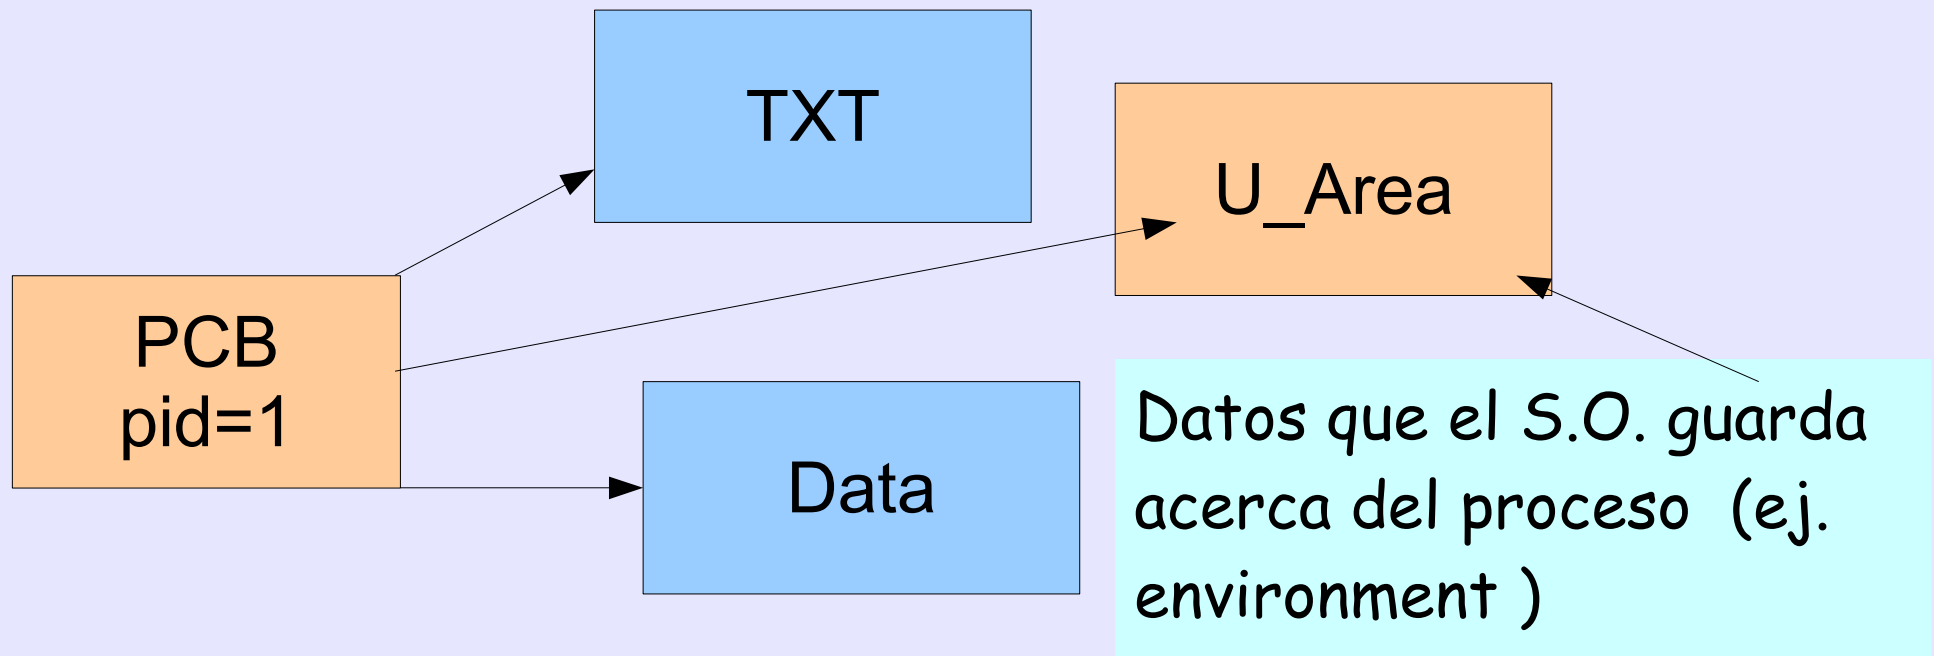 TXT
U_Area
PCB
pid=1
Data
Datos que el S.O. guarda
acerca del proceso (ej.
environment )